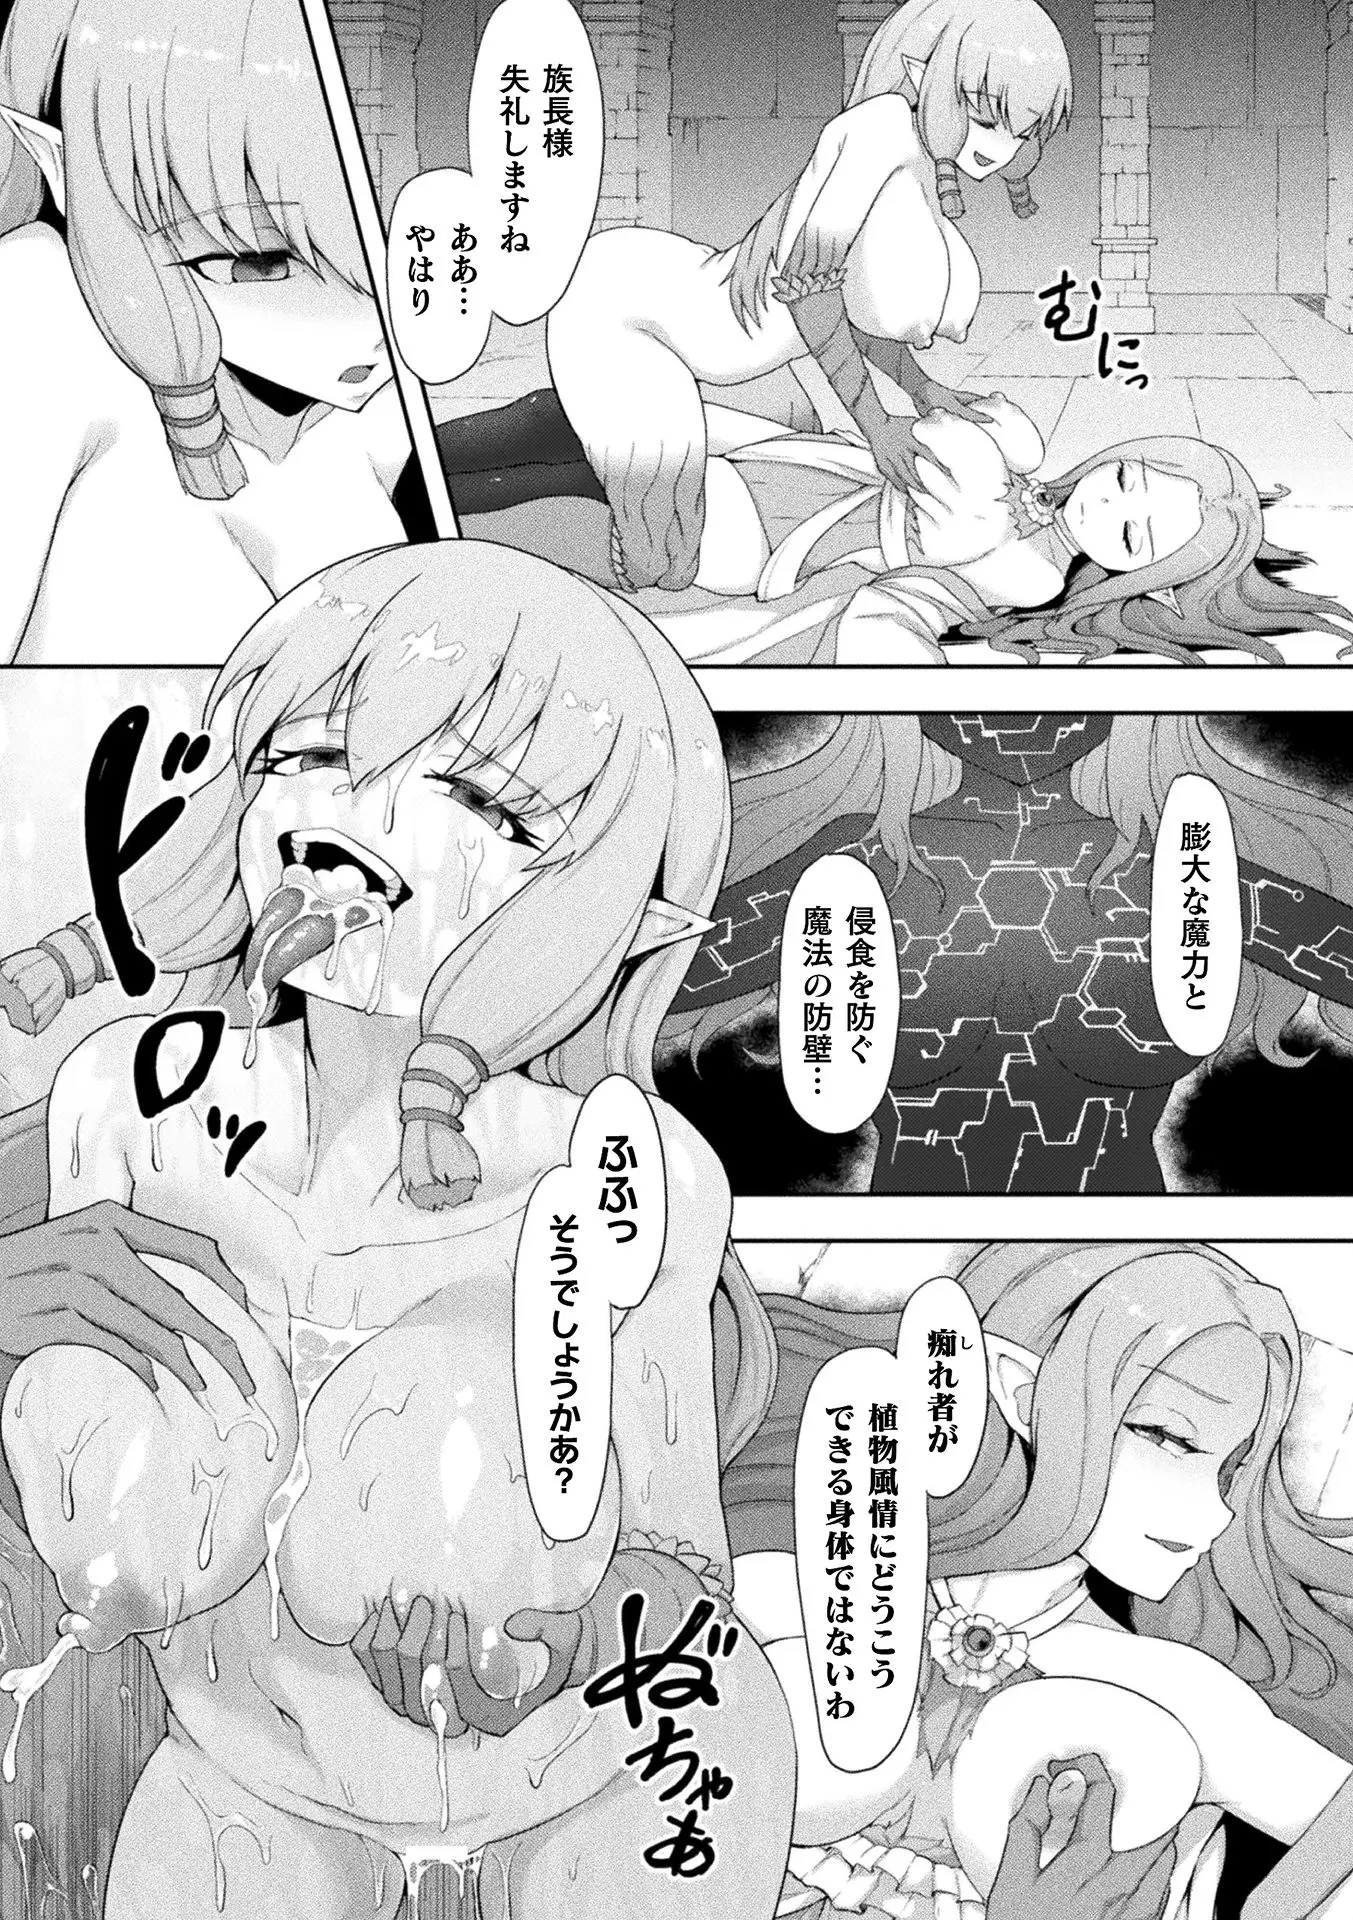 族長様
失礼しますね
むにっ
ああ…
やはり
膨大な魔力と
侵食を防ぐ
魔法の防壁…
痴れ者が
し
植物風情にどうこう
できる身体ではないわ
ふふっ
そうでしょうかあ？
ドロッ
ねちゃあ